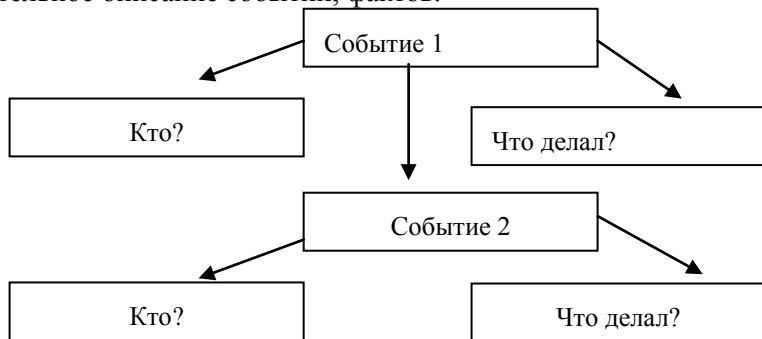 описание событий, фактов.
Событие 1
Кто?
Что делал?
Событие 2
Кто?
Что делал?